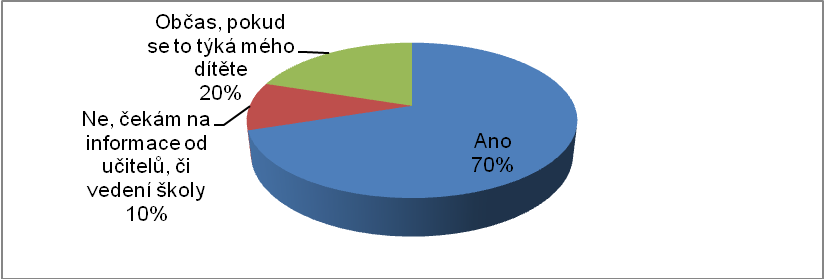 Občas, pokud
se to týká mého
dítěte
20%
Ne, čekám na
informace od
učitelů, či
vedení školy
10%
Ano
70%